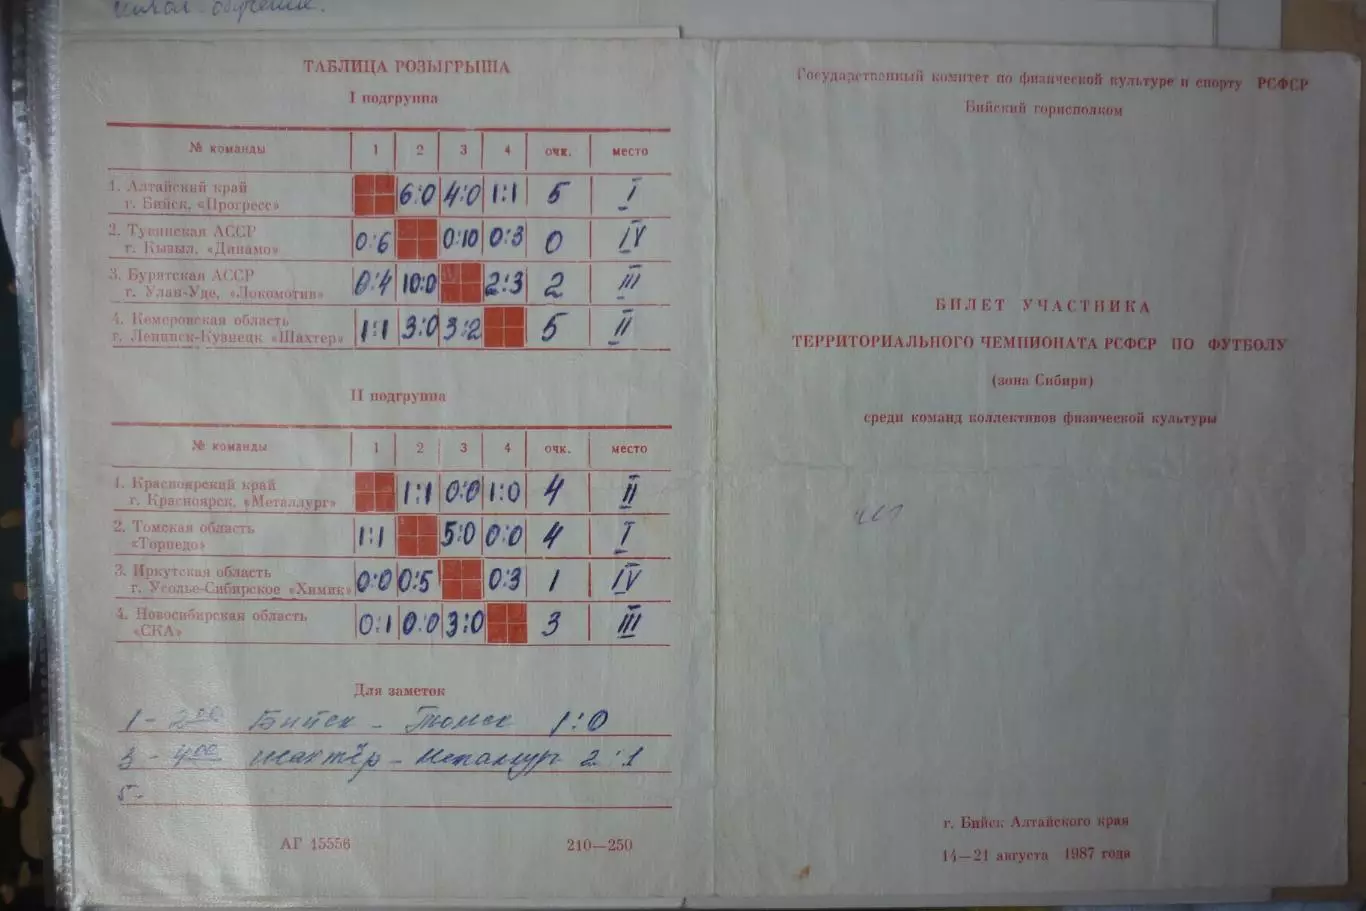 школ - обучение.
ТАБЛИЦА РОЗЫГРЫША
I подгруппа
№ команды 1 2 3 4 очк. место
1. Алтайский край
г. Бийск, «Прогресс» 6:0 4:0 1:1 5 I
2. Тувинская АССР
г. Кызыл, «Динамо» 0:6 0:10 0:3 0 IV
3. Бурятская АССР
г. Улан-Уде, «Локомотив» 0:4 10:0 2:3 2 III
4. Кемеровская область
г. Ленинск-Кузнецк «Шахтер» 1:1 3:0 3:2 5 II
II подгруппа
№ команды 1 2 3 4 очк. место
1. Красноярский край
г. Красноярск, «Металлург» 1:1 0:0 1:0 4 II
2. Томская область
«Торпедо» 1:1 5:0 0:0 4 I
3. Иркутская область
г. Усолье-Сибирское «Химик» 0:0 0:5 0:3 1 IV
4. Новосибирская область
«СКА» 0:1 0:0 3:0 3 III
Для заметок
1 - 2 00 Бийск - Томск 1:0
3 - 4 00 Шахтёр - Металлург 2:1
5 -
АГ 15556 210—250
Государственный комитет по физической культуре и спорту РСФСР
Бийский горисполком
БИЛЕТ УЧАСТНИКА
ТЕРРИТОРИАЛЬНОГО ЧЕМПИОНАТА РСФСР ПО ФУТБОЛУ
(зона Сибири)
среди команд коллективов физической культуры
г. Бийск Алтайского края
14—21 августа 1987 года